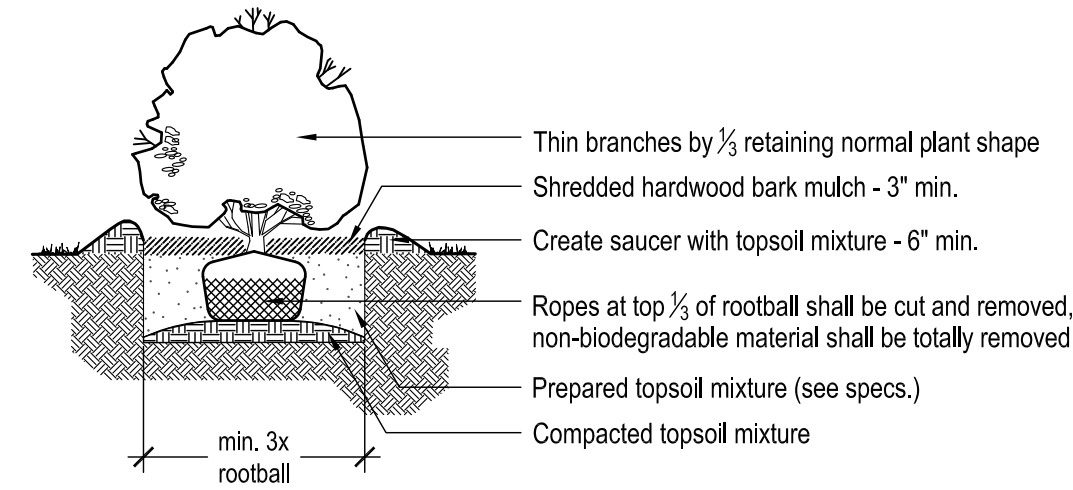 Thin branches by ⅓ retaining normal plant shape
Shredded hardwood bark mulch - 3" min.
Create saucer with topsoil mixture - 6" min.
Ropes at top ⅓ of rootball shall be cut and removed,
non-biodegradable material shall be totally removed
Prepared topsoil mixture (see specs.)
Compacted topsoil mixture
min. 3x
rootball